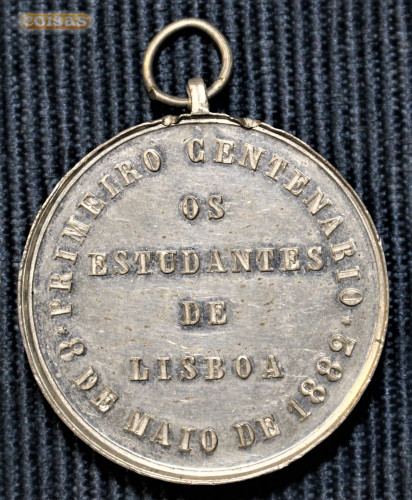 coisas
PRIMEIRO CENTENARIO
OS
ESTUDANTES
DE
LISBOA
8 DE MAIO DE 1882